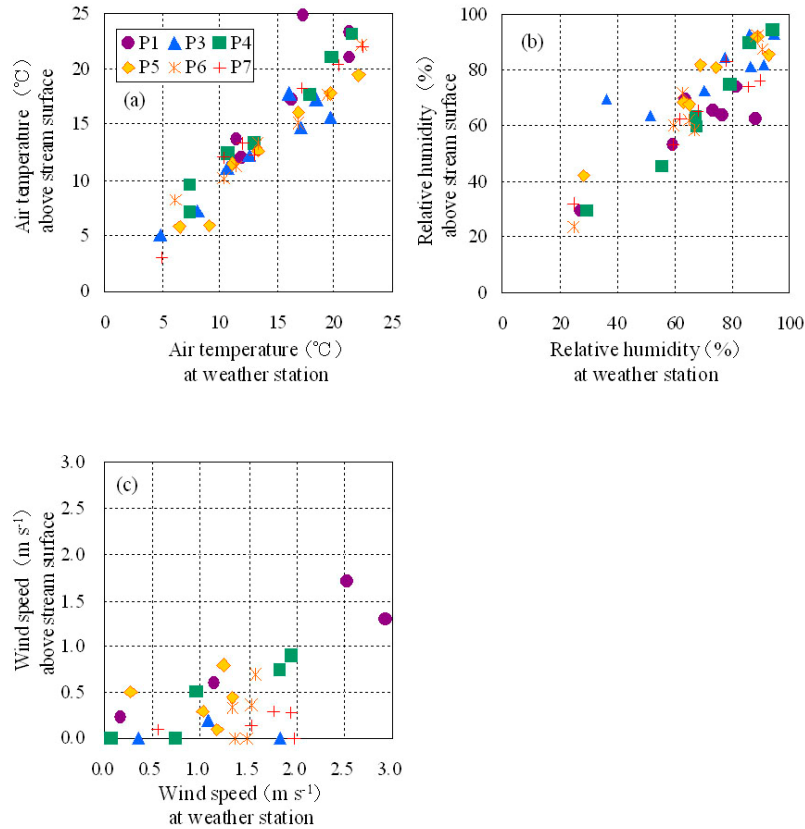 Air temperature（℃）
above stream surface
25
20
15
10
5
0
P1 P3 P4
P5 P6 P7
(a)
0 5 10 15 20 25
Air temperature（℃）
at weather station
Relative humidity （%）
above stream surface
100
80
60
40
20
0
(b)
0 20 40 60 80 100
Relative humidity（%）
at weather station
Wind speed（m s-1）
above stream surface
3.0
2.5
2.0
1.5
1.0
0.5
0.0
(c)
0.0 0.5 1.0 1.5 2.0 2.5 3.0
Wind speed（m s-1）
at weather station